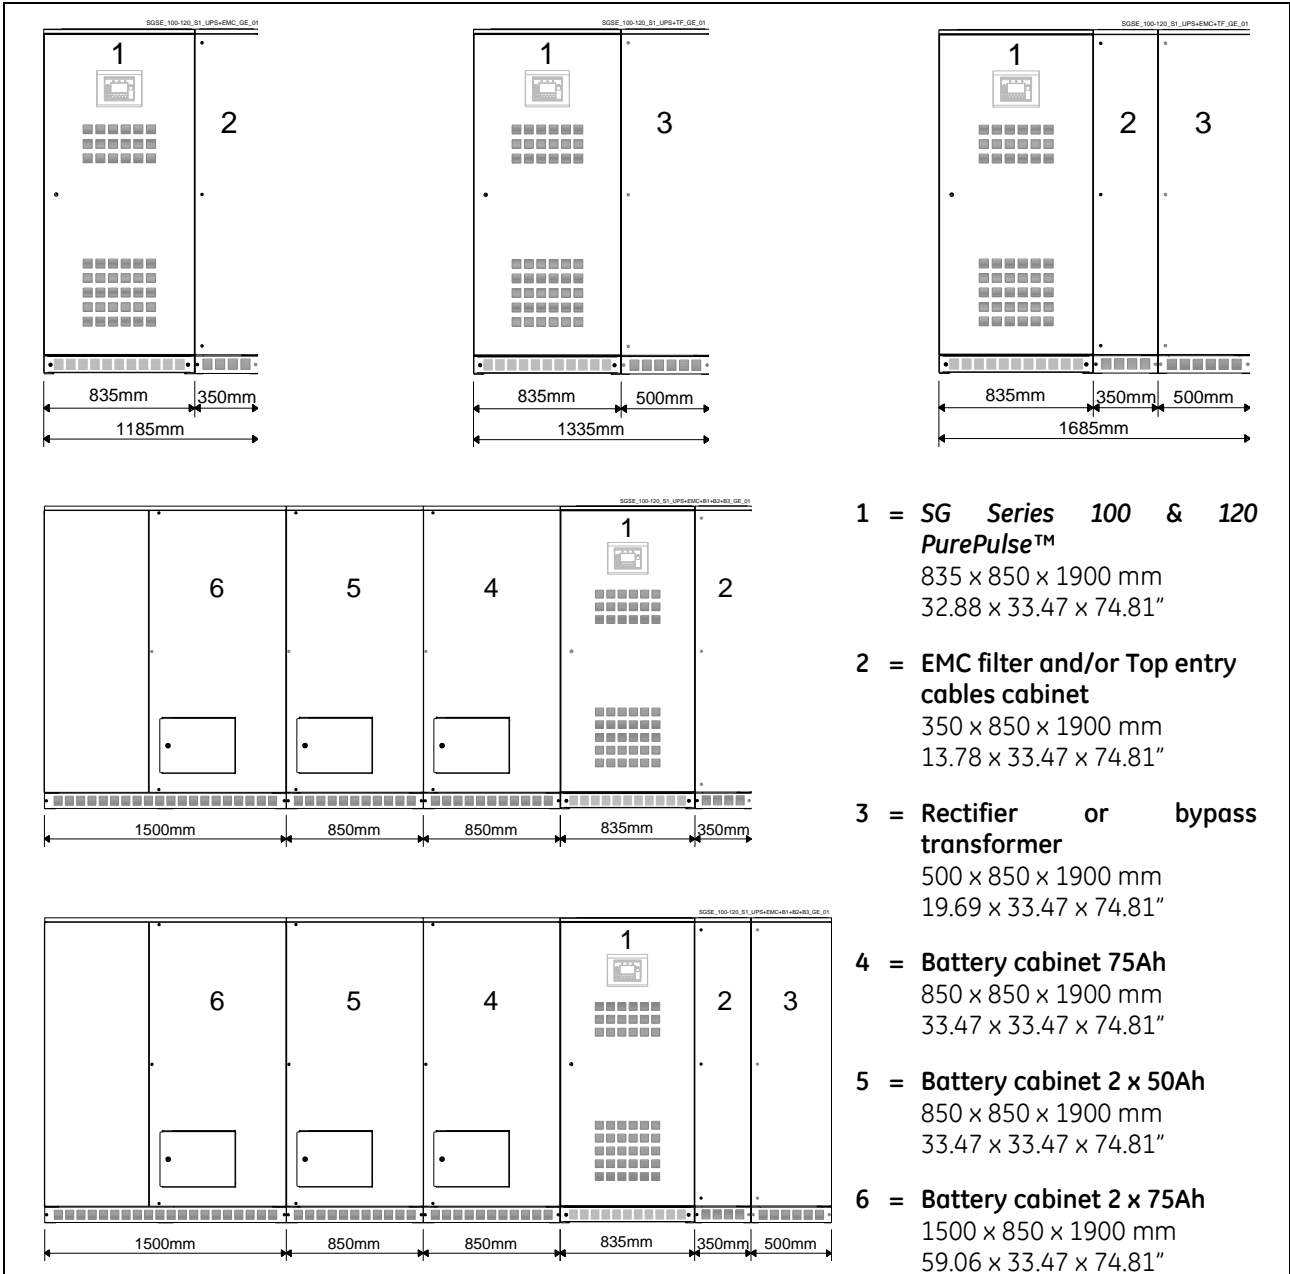 SGSE_100-120_S1_UPS+EMC_GE_01
1
2
835mm
350mm
1185mm
SGSE_100-120_S1_UPS+TF_GE_01
1
3
835mm
500mm
1335mm
SGSE_100-120_S1_UPS+EMC+TF_GE_01
1
2
3
835mm
350mm
500mm
1685mm
SGSE_100-120_S1_UPS+EMC+B1+B2+B3_GE_01
6
5
4
1
2
1500mm
850mm
850mm
835mm
350mm
SGSE_100-120_S1_UPS+EMC+B1+B2+B3_GE_01
6
5
4
1
2
3
1500mm
850mm
850mm
835mm
350mm
500mm
1 = SG Series 100 & 120
PurePulse™
835 x 850 x 1900 mm
32.88 x 33.47 x 74.81”
2 = EMC filter and/or Top entry
cables cabinet
350 x 850 x 1900 mm
13.78 x 33.47 x 74.81”
3 = Rectifier or bypass
transformer
500 x 850 x 1900 mm
19.69 x 33.47 x 74.81”
4 = Battery cabinet 75Ah
850 x 850 x 1900 mm
33.47 x 33.47 x 74.81”
5 = Battery cabinet 2 x 50Ah
850 x 850 x 1900 mm
33.47 x 33.47 x 74.81”
6 = Battery cabinet 2 x 75Ah
1500 x 850 x 1900 mm
59.06 x 33.47 x 74.81”